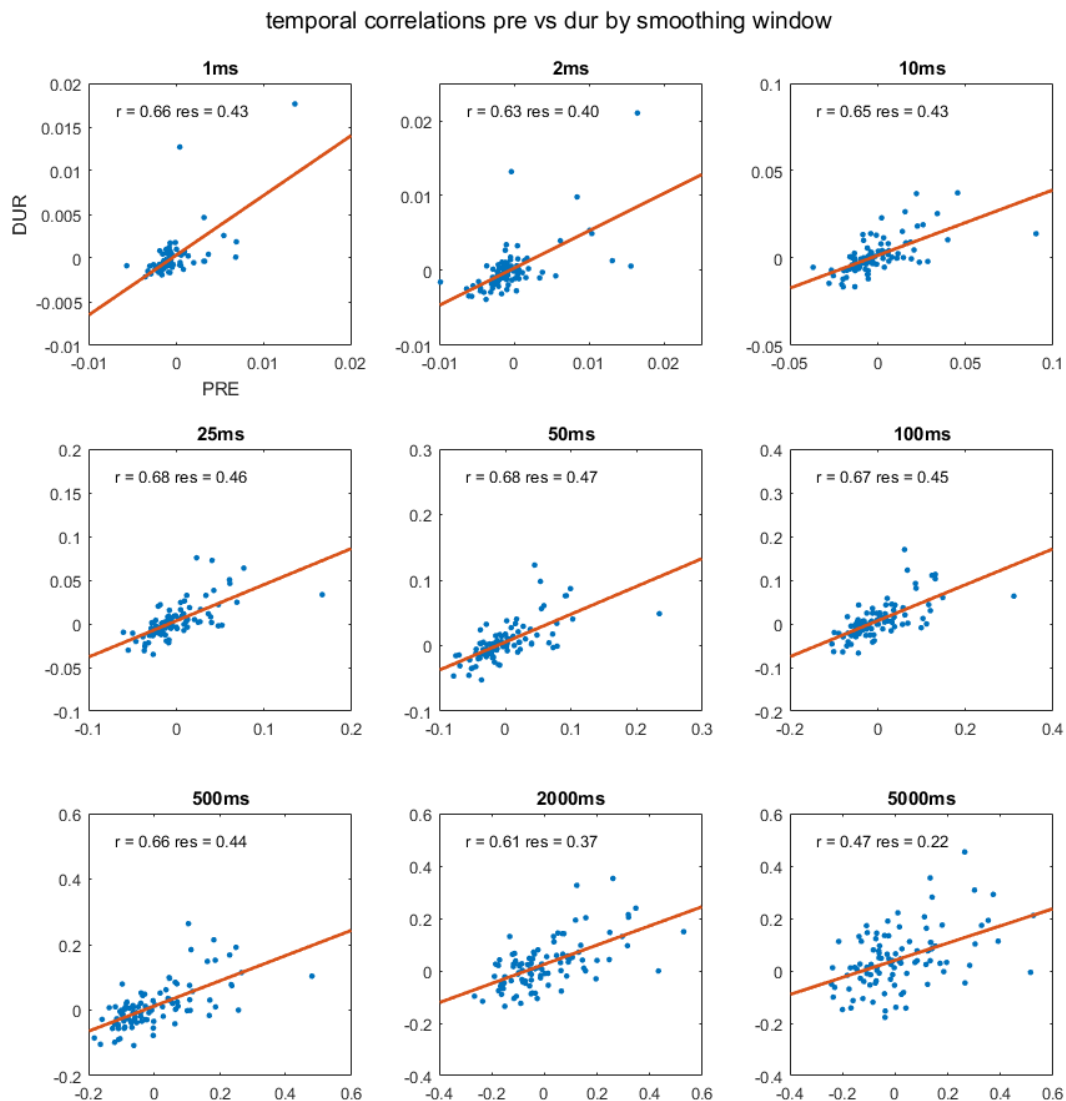 temporal correlations pre vs dur by smoothing window
1ms
r = 0.66 res = 0.43
0.02
0.015
0.01
0.005
0
-0.005
-0.01
DUR
-0.01 0 0.01 0.02
PRE
2ms
r = 0.63 res = 0.40
0.02
0.01
0
-0.01
-0.01 0 0.01 0.02
10ms
r = 0.65 res = 0.43
0.1
0.05
0
-0.05
-0.05 0 0.05 0.1
25ms
r = 0.68 res = 0.46
0.2
0.15
0.1
0.05
0
-0.05
-0.1
-0.1 0 0.1 0.2
50ms
r = 0.68 res = 0.47
0.3
0.2
0.1
0
-0.1
-0.1 0 0.1 0.2 0.3
100ms
r = 0.67 res = 0.45
0.4
0.3
0.2
0.1
0
-0.1
-0.2
-0.2 0 0.2 0.4
500ms
r = 0.66 res = 0.44
0.6
0.4
0.2
0
-0.2
-0.2 0 0.2 0.4 0.6
2000ms
r = 0.61 res = 0.37
0.6
0.4
0.2
0
-0.2
-0.4
-0.4 -0.2 0 0.2 0.4 0.6
5000ms
r = 0.47 res = 0.22
0.6
0.4
0.2
0
-0.2
-0.4
-0.4 -0.2 0 0.2 0.4 0.6